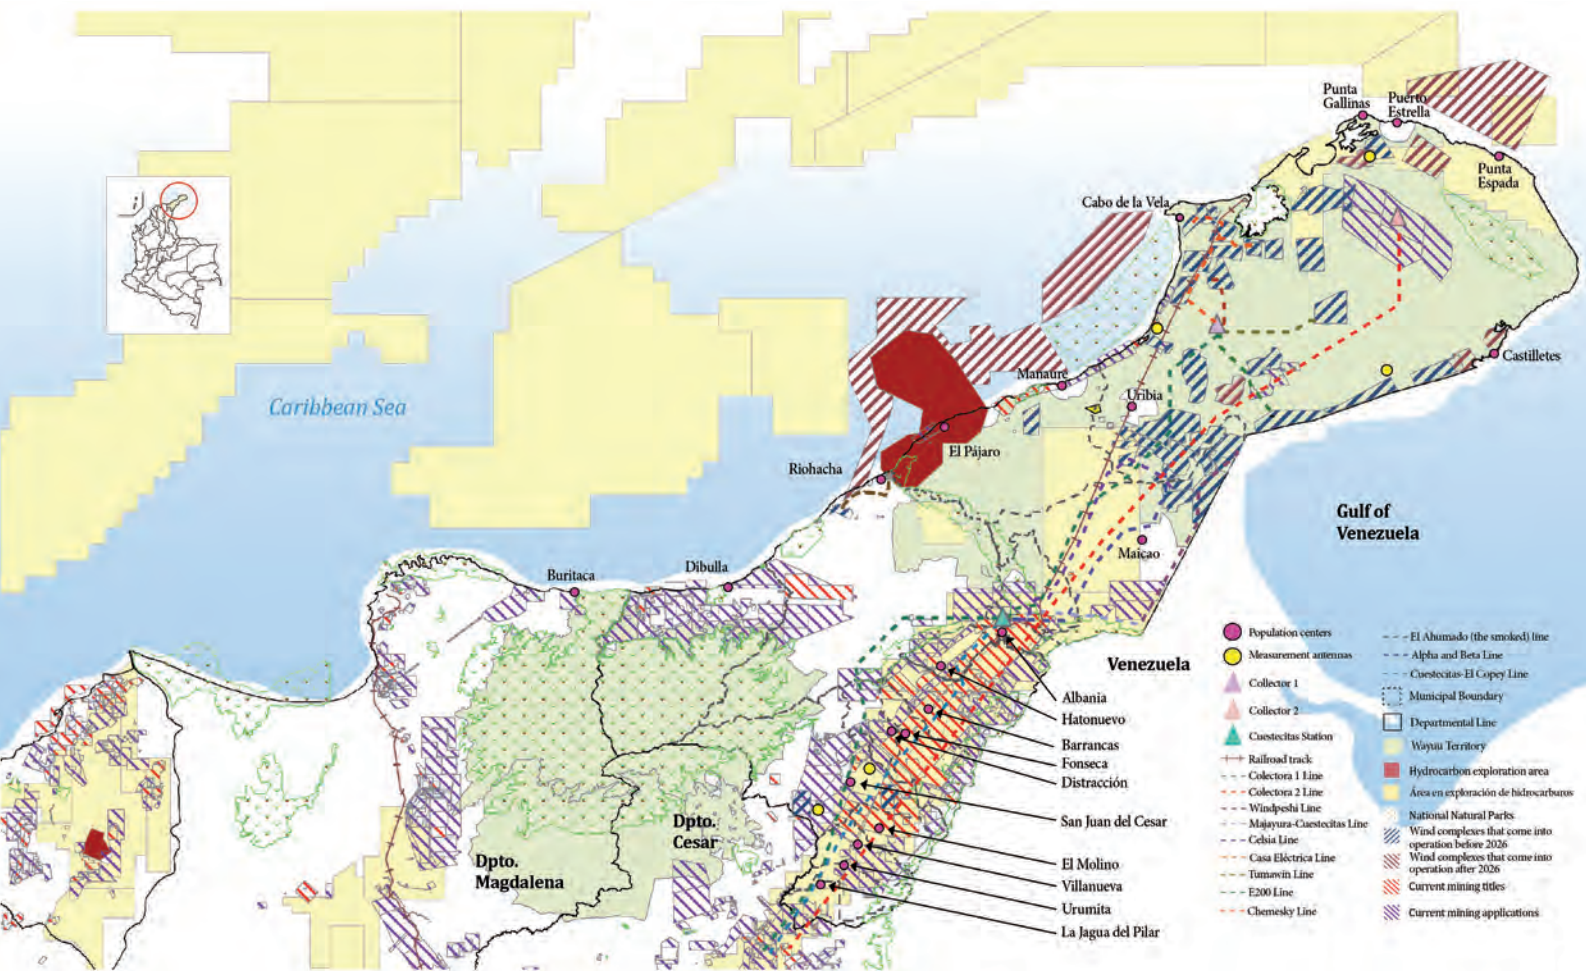 Punta
Gallinas
Puerto
Estrella
Punta
Espada
Cabo de la Vela
Castilletes
Manaure
Uribia
Caribbean Sea
El Pájaro
Riohacha
Gulf of
Venezuela
Maicao
Buritaca
Dibulla
Venezuela
Albania
Hatonuevo
Barrancas
Fonseca
Distracción
San Juan del Cesar
El Molino
Villanueva
Urumita
La Jagua del Pilar
Dpto.
Cesar
Dpto.
Magdalena
Population centers
Measurement antennas
Collector 1
Collector 2
Cuestecitas Station
Railroad track
Colectora 1 Line
Colectora 2 Line
Windpeshi Line
Majayura-Cuestecitas Line
Celsia Line
Casa Eléctrica Line
Tumawin Line
E200 Line
Chemesky Line
El Ahumado (the smoked) line
Alpha and Beta Line
Cuestecitas-El Copey Line
Municipal Boundary
Departmental Line
Wayuu Territory
Hydrocarbon exploration area
Área en exploración de hidrocarburos
National Natural Parks
Wind complexes that come into
operation before 2026
Wind complexes that come into
operation after 2026
Current mining titles
Current mining applications